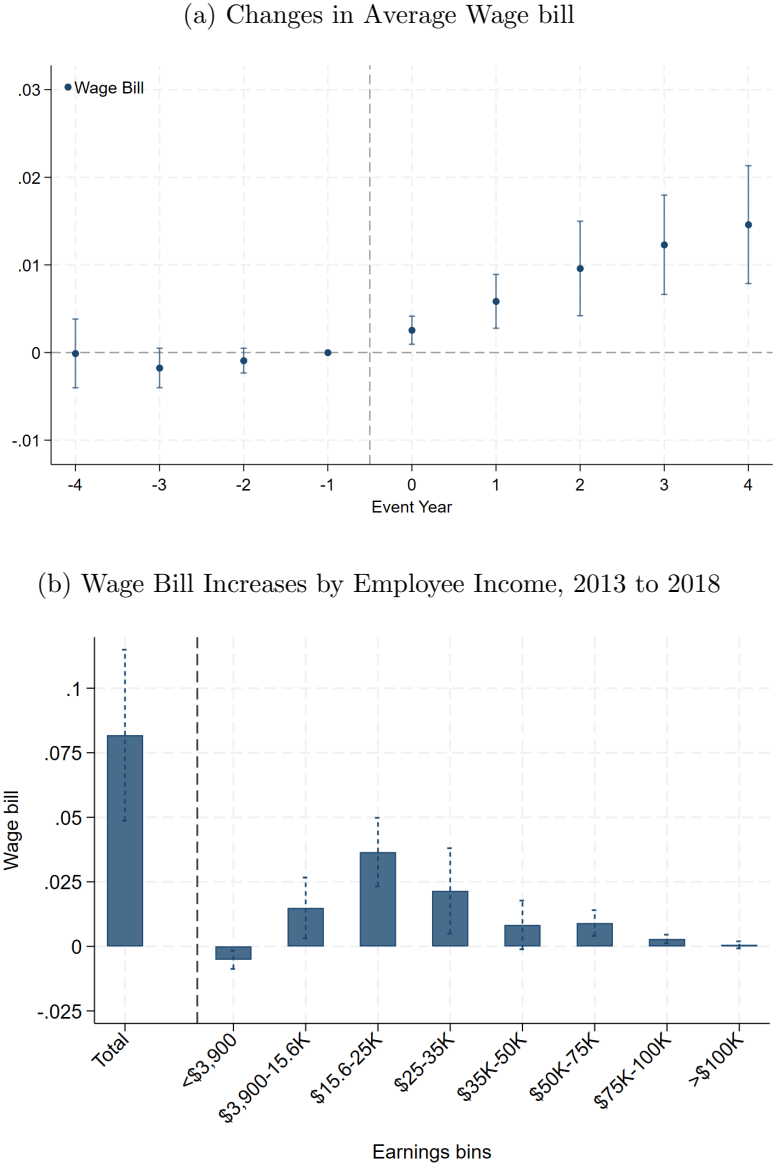 (a) Changes in Average Wage bill
Wage Bill
.03
.02
.01
0
-.01
-4 -3 -2 -1 0 1 2 3 4
Event Year
(b) Wage Bill Increases by Employee Income, 2013 to 2018
Wage bill
.1
.075
.05
.025
0
-.025
Total <$3,900 $3,900-15.6K $15.6-25K $25-35K $35K-50K $50K-75K $75K-100K >$100K
Earnings bins